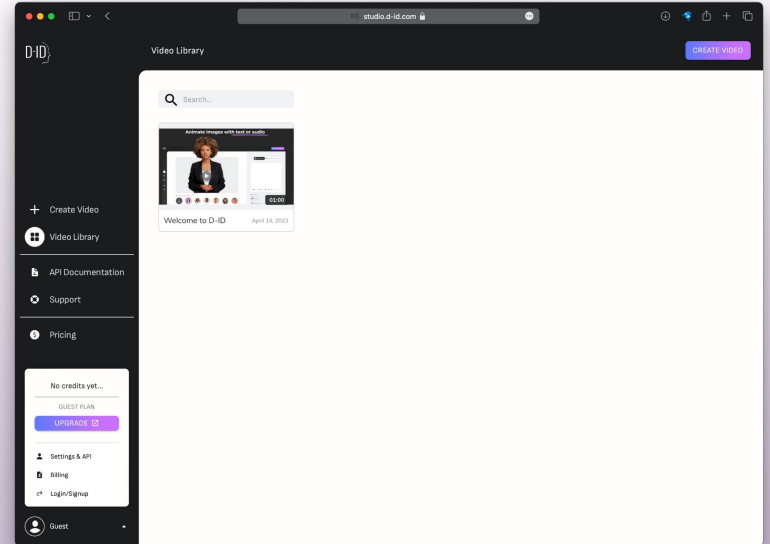 studio.d-id.com
D-ID
Video Library
CREATE VIDEO
Search...
Animate images with text or audio
01:00
Welcome to D-ID
April 14, 2023
Create Video
Video Library
API Documentation
Support
Pricing
No credits yet...
GUEST PLAN
UPGRADE
Settings & API
Billing
Login/Signup
Guest